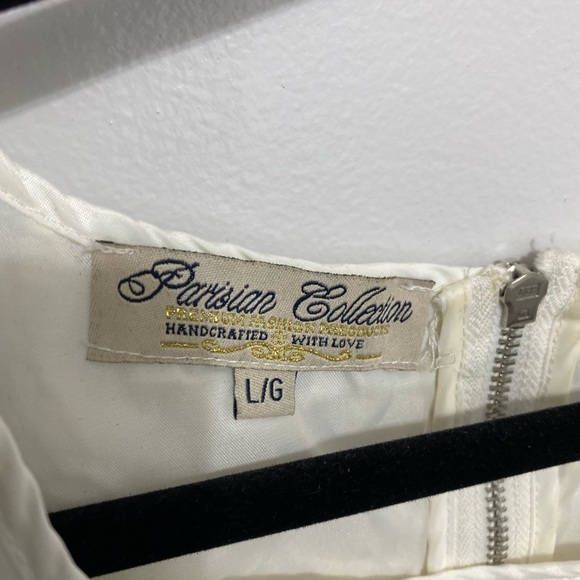 Parisian Collection
PREMIUM FASHION PRODUCTS
HANDCRAFTED WITH LOVE
L/G